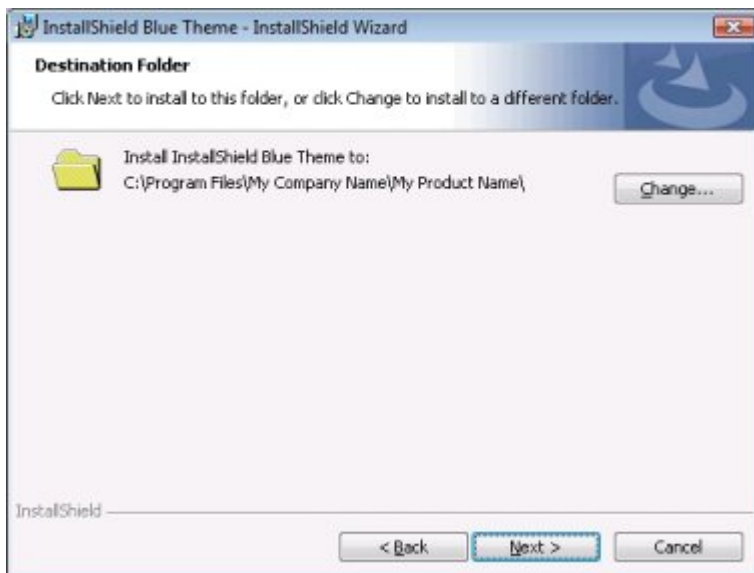 InstallShield Blue Theme - InstallShield Wizard
Destination Folder
Click Next to install to this folder, or click Change to install to a different folder.
Install InstallShield Blue Theme to:
C:\Program Files\My Company Name\My Product Name\
Change...
InstallShield
< Back
Next >
Cancel